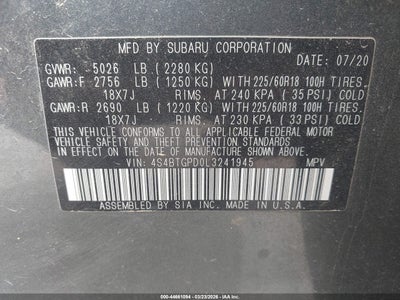 MFD BY SUBARU CORPORATION DATE: 07/20
GVWR: -5026 LB (2280 KG)
GAWR:F 2756 LB (1250 KG) WITH 225/60R18 100H TIRES.
18X7J RIMS. AT 240 KPA (35 PSI) COLD
GAWR:R 2690 LB (1220 KG) WITH 225/60R18 100H TIRES.
18X7J RIMS. AT 230 KPA (33 PSI) COLD
THIS VEHICLE CONFORMS TO ALL APPLICABLE FEDERAL MOTOR
VEHICLE SAFETY AND THEFT PREVENTION STANDARDS IN
EFFECT ON THE DATE OF MANUFACTURE SHOWN ABOVE.
VIN: 4S4BTGPD0L3241945 MPV
ASSEMBLED BY SIA INC. MADE IN U.S.A.
000-44661094 - (03/23/2026) - IAAI.COM